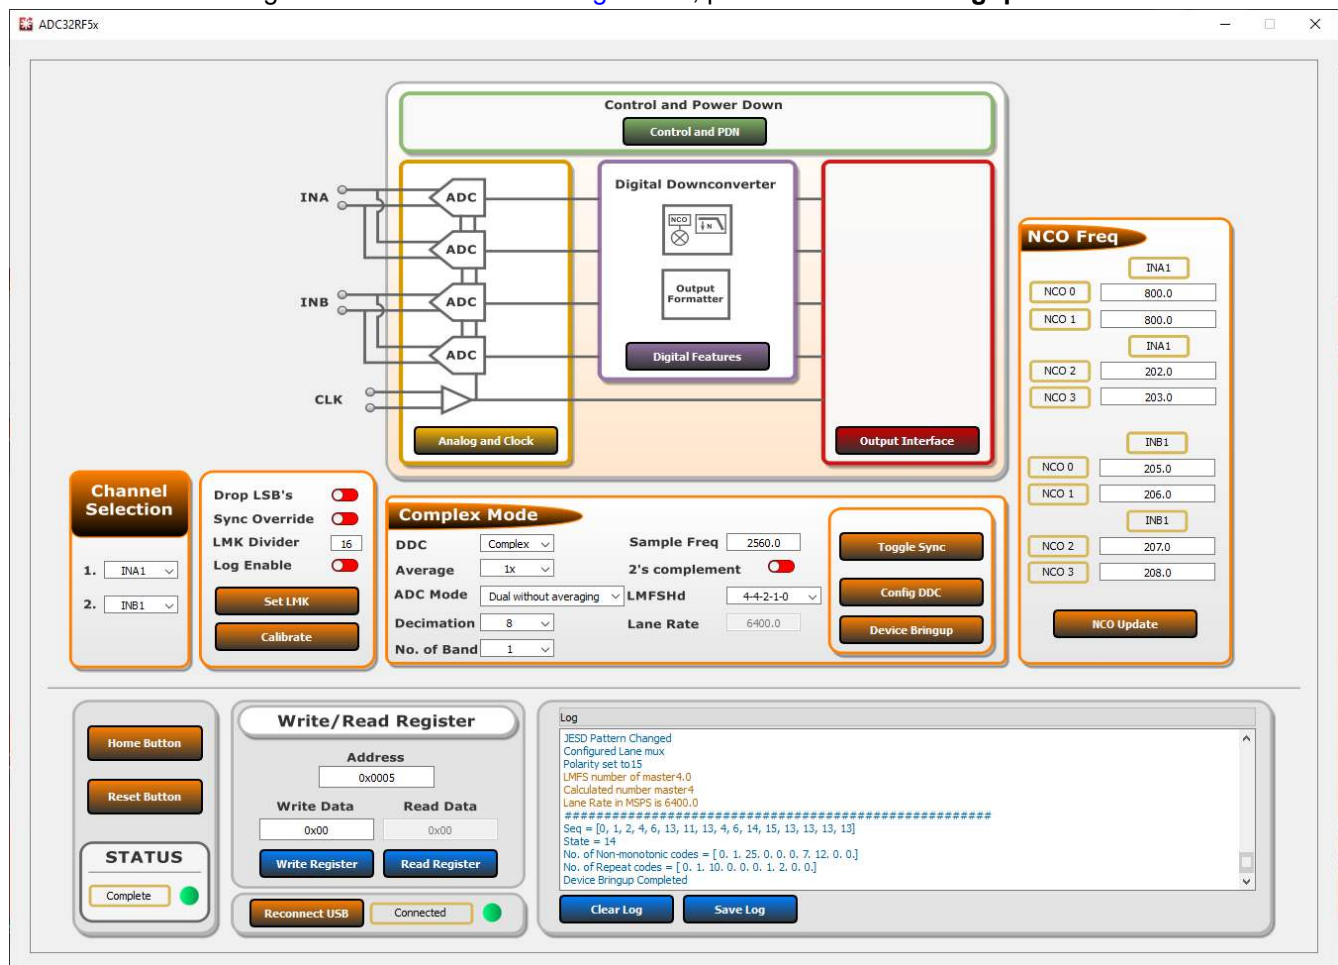 ADC32RF5x
Control and Power Down
Control and PDN
INA
ADC
ADC
INB
ADC
ADC
CLK
Analog and Clock
Digital Downconverter
NCO
↓N
Output
Formatter
Digital Features
Output Interface
NCO Freq
INA1
NCO 0 800.0
NCO 1 800.0
INA1
NCO 2 202.0
NCO 3 203.0
INB1
NCO 0 205.0
NCO 1 206.0
INB1
NCO 2 207.0
NCO 3 208.0
NCO Update
Channel
Selection
1. INA1
2. INB1
Drop LSB's
Sync Override
LMK Divider 16
Log Enable
Set LMK
Calibrate
Complex Mode
DDC Complex
Average 1x
ADC Mode Dual without averaging
Decimation 8
No. of Band 1
Sample Freq 2560.0
2's complement
LMFSHd 4-4-2-1-0
Lane Rate 6400.0
Toggle Sync
Config DDC
Device Bringup
Home Button
Reset Button
STATUS
Complete
Write/Read Register
Address
0x0005
Write Data Read Data
0x00 0x00
Write Register Read Register
Reconnect USB Connected
Log
JESD Pattern Changed
Configured Lane mux
Polarity set to15
LMFS number of master4.0
Calculated number master4
Lane Rate in MSPS is 6400.0
Seq = [0, 1, 2, 4, 6, 13, 11, 13, 4, 6, 14, 15, 13, 13, 13, 13]
State = 14
No. of Non-monotonic codes = [ 0. 1. 25. 0. 0. 0. 7. 12. 0. 0.]
No. of Repeat codes = [ 0. 1. 10. 0. 0. 0. 1. 2. 0. 0.]
Device Bringup Completed
Clear Log Save Log